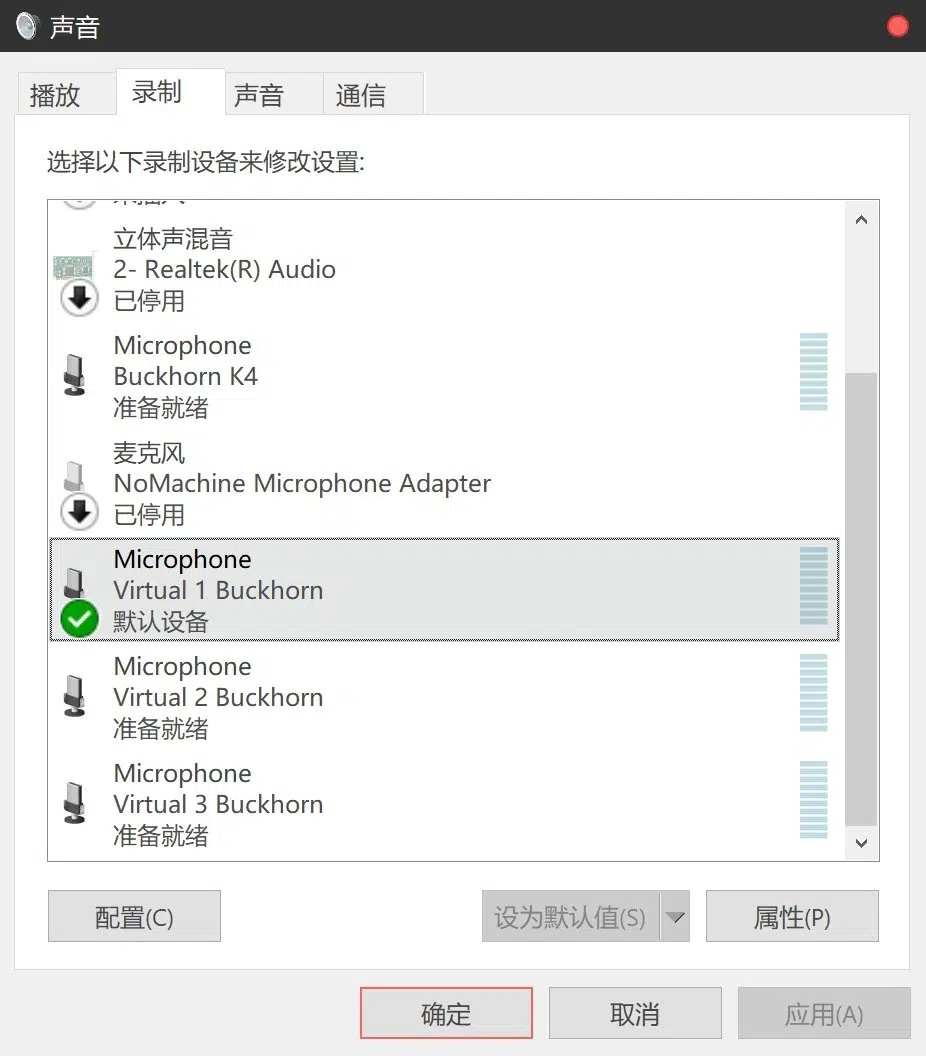 声音
播放
录制
声音
通信
选择以下录制设备来修改设置:
立体声混音
2- Realtek(R) Audio
已停用
Microphone
Buckhorn K4
准备就绪
麦克风
NoMachine Microphone Adapter
已停用
Microphone
Virtual 1 Buckhorn
默认设备
Microphone
Virtual 2 Buckhorn
准备就绪
Microphone
Virtual 3 Buckhorn
准备就绪
配置(C)
设为默认值(S)
属性(P)
确定
取消
应用(A)